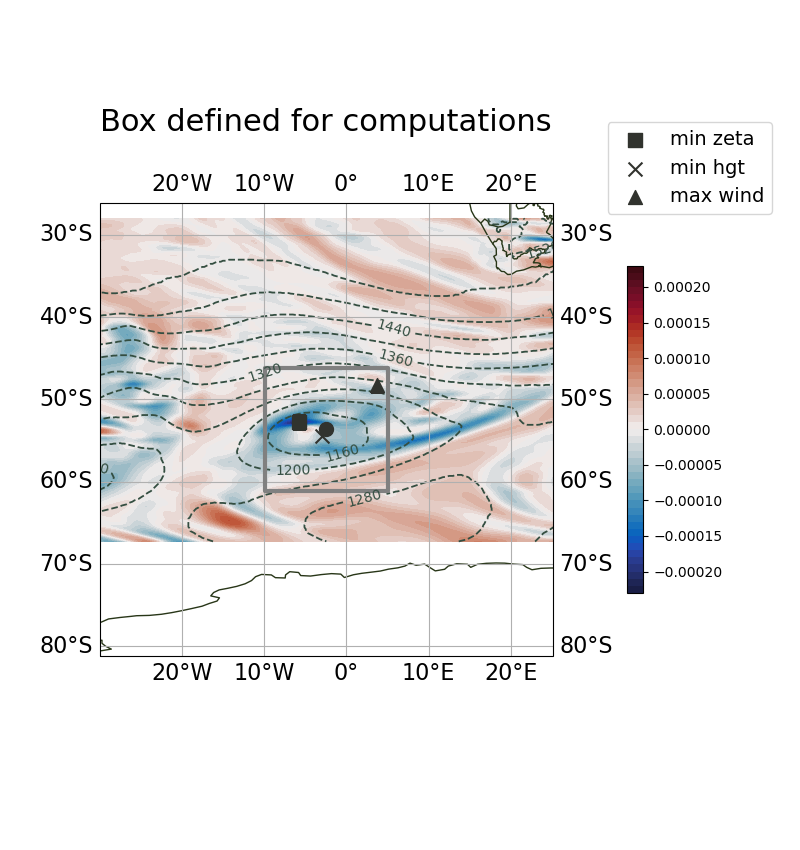 Box defined for computations
min zeta
min hgt
max wind
20°W 10°W 0° 10°E 20°E
30°S 30°S
40°S 40°S
50°S 50°S
60°S 60°S
70°S 70°S
80°S 80°S
1440
1360
1320
1160
1200
1280
0.00020
0.00015
0.00010
0.00005
0.00000
−0.00005
−0.00010
−0.00015
−0.00020
20°W 10°W 0° 10°E 20°E